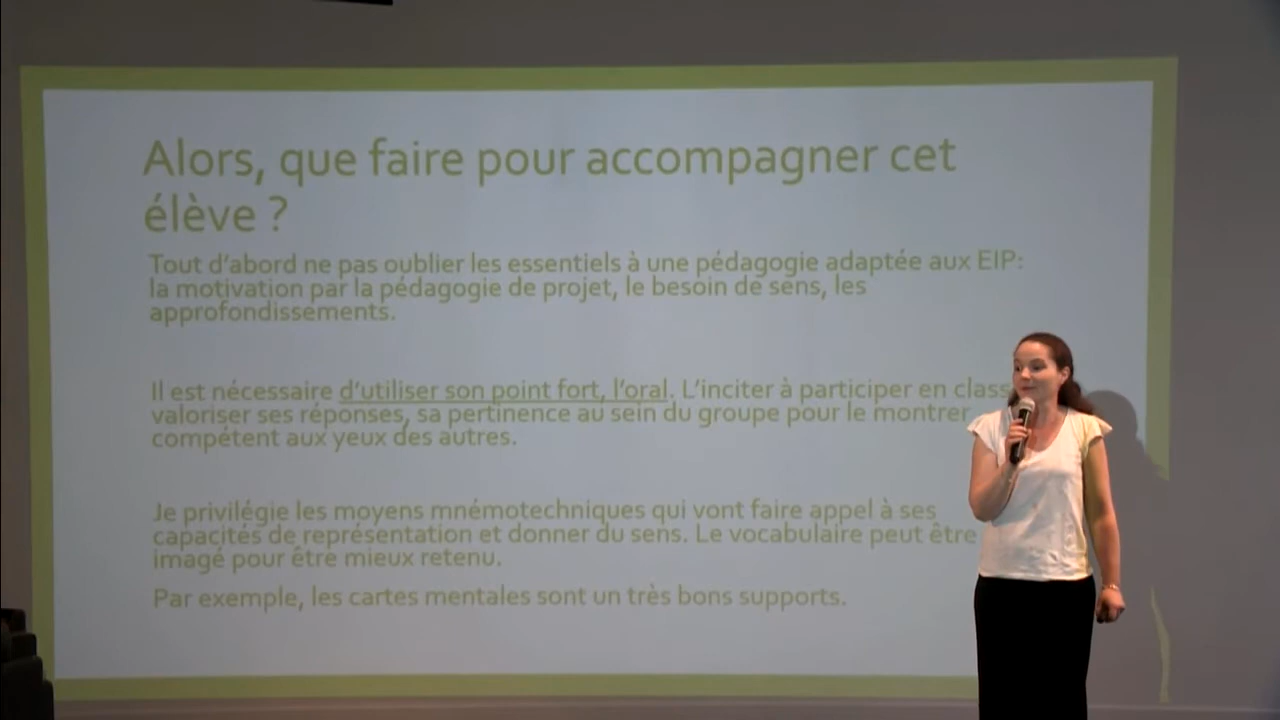 Alors, que faire pour accompagner cet
élève ?
Tout d'abord ne pas oublier les essentiels à une pédagogie adaptée aux EIP:
la motivation par la pédagogie de projet, le besoin de sens, les
approfondissements.
Il est nécessaire d'utiliser son point fort, l'oral. L'inciter à participer en class
valoriser ses réponses, sa pertinence au sein du groupe pour le montrer
compétent aux yeux des autres.
Je privilégie les moyens mnémotechniques qui vont faire appel à ses
capacités de représentation et donner du sens. Le vocabulaire peut être
imagé pour être mieux retenu.
Par exemple, les cartes mentales sont un très bons supports.